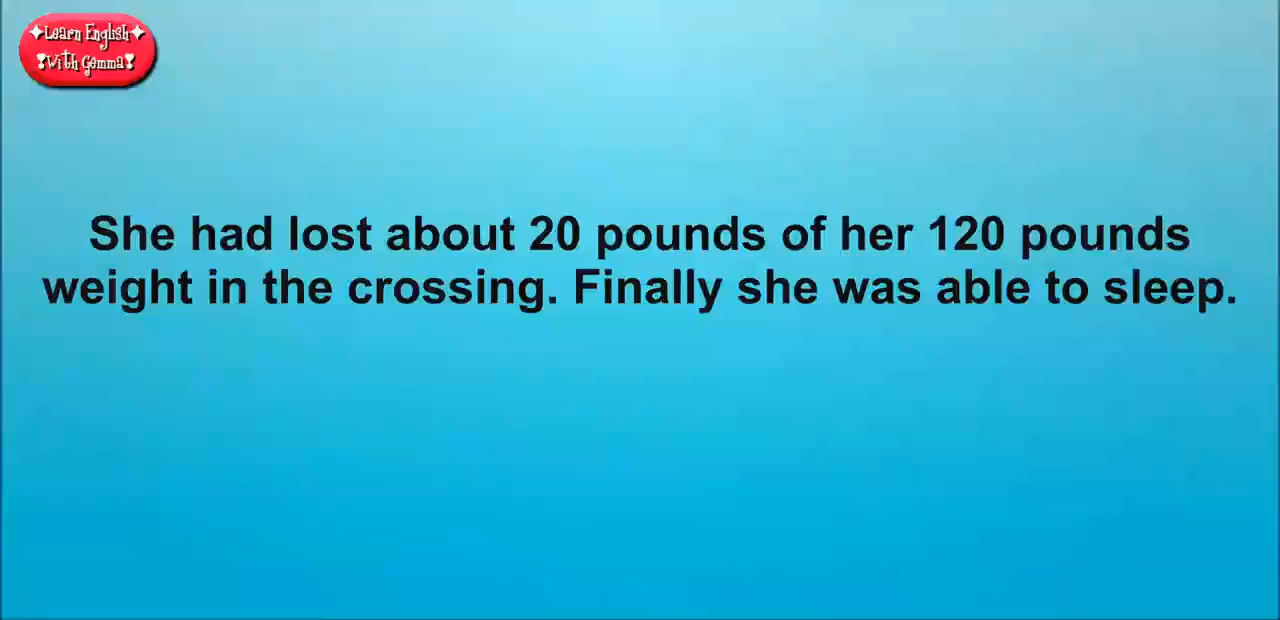 ✦Learn English✦
❣With Gemma❣
She had lost about 20 pounds of her 120 pounds
weight in the crossing. Finally she was able to sleep.